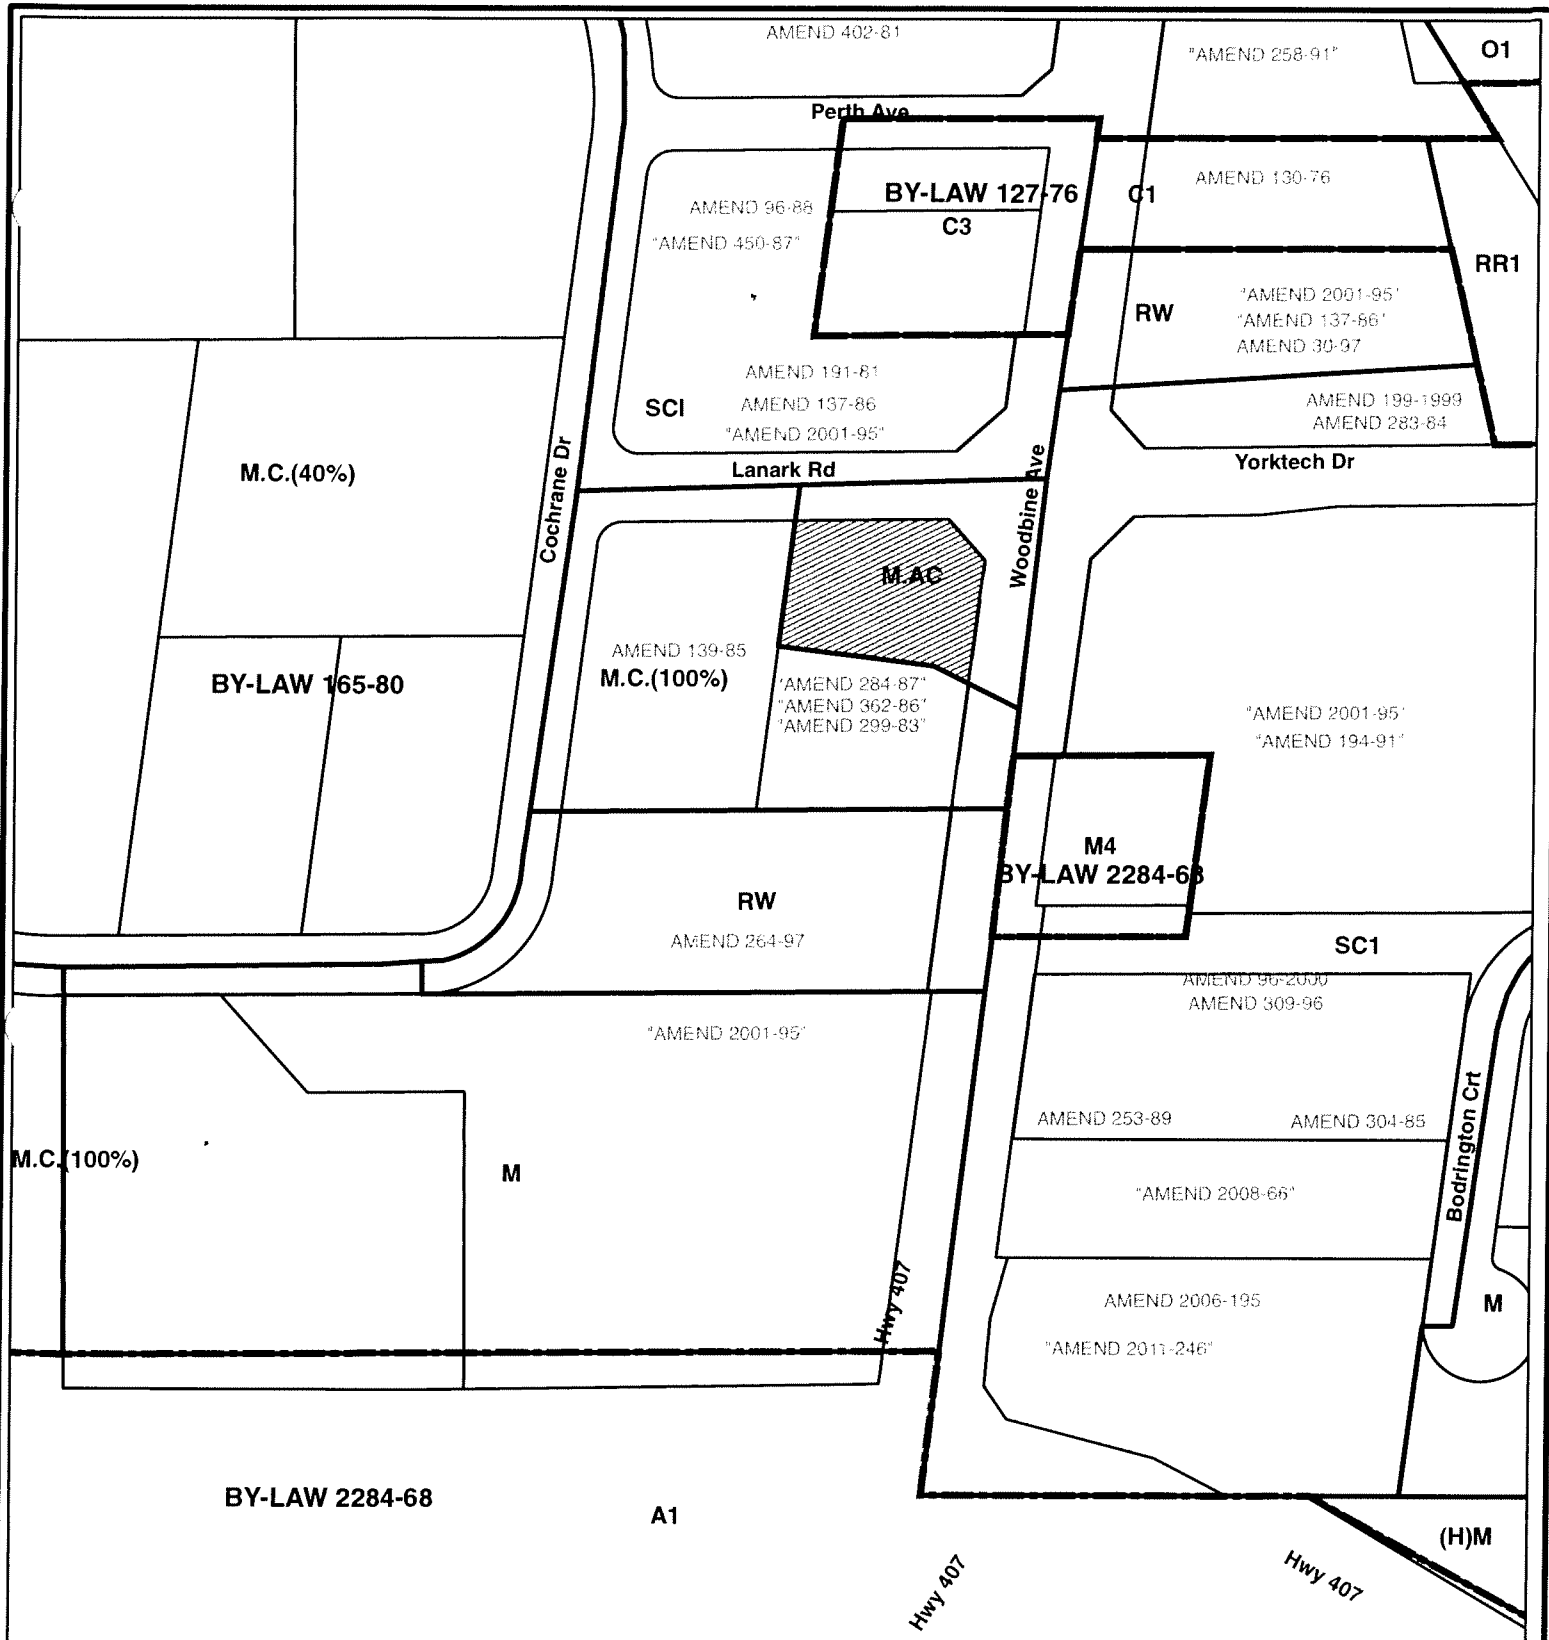 AMEND 402-81
"AMEND 258-91"
O1
Perth Ave
BY-LAW 127-76
C3
C1
AMEND 130-76
AMEND 96-88
"AMEND 450-87"
RR1
RW
"AMEND 2001-95"
"AMEND 137-86"
AMEND 30-97
AMEND 191-81
SCI
AMEND 137-86
"AMEND 2001-95"
AMEND 199-1999
AMEND 283-84
Lanark Rd
Yorktech Dr
M.C.(40%)
Cochrane Dr
Woodbine Ave
M.AC
AMEND 139-85
M.C.(100%)
"AMEND 284-87"
"AMEND 362-86"
"AMEND 299-83"
BY-LAW 165-80
"AMEND 2001-95"
"AMEND 194-91"
M4
BY-LAW 2284-68
RW
AMEND 264-97
SC1
AMEND 96-2000
AMEND 309-96
"AMEND 2001-95"
AMEND 253-89
AMEND 304-85
Bodrington Crt
M.C.(100%)
M
"AMEND 2008-66"
Hwy 407
AMEND 2006-195
M
"AMEND 2011-246"
BY-LAW 2284-68
A1
(H)M
Hwy 407
Hwy 407